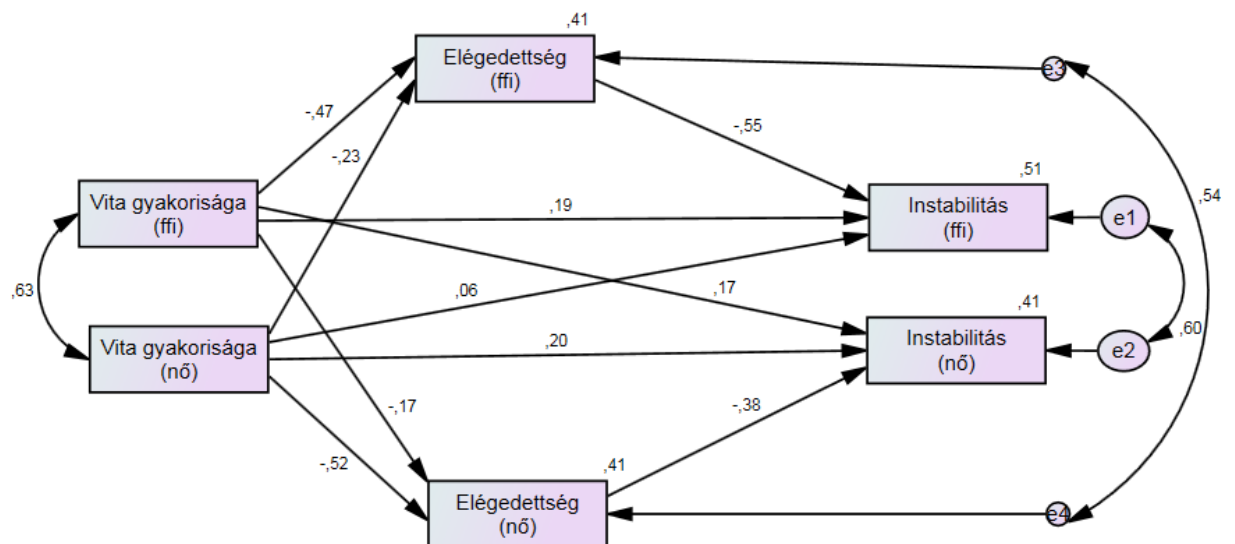 ,41
Elégedettség
(ffi)
e3
-,47
-,55
-,23
,51
Vita gyakorisága
(ffi)
,19
Instabilitás
(ffi)
e1
,54
,63
,06
,17
,41
Vita gyakorisága
(nő)
,20
Instabilitás
(nő)
e2
,60
-,17
-,38
-,52
,41
Elégedettség
(nő)
e4